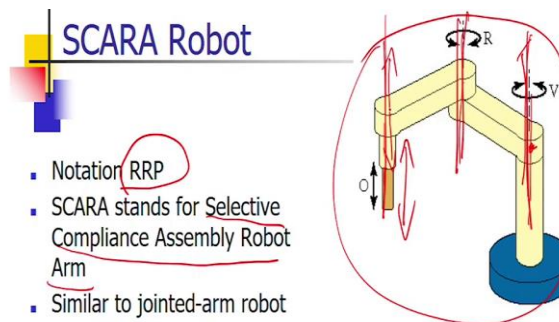 SCARA Robot
R
V
Notation RRP
O
SCARA stands for Selective
Compliance Assembly Robot
Arm
Similar to jointed-arm robot